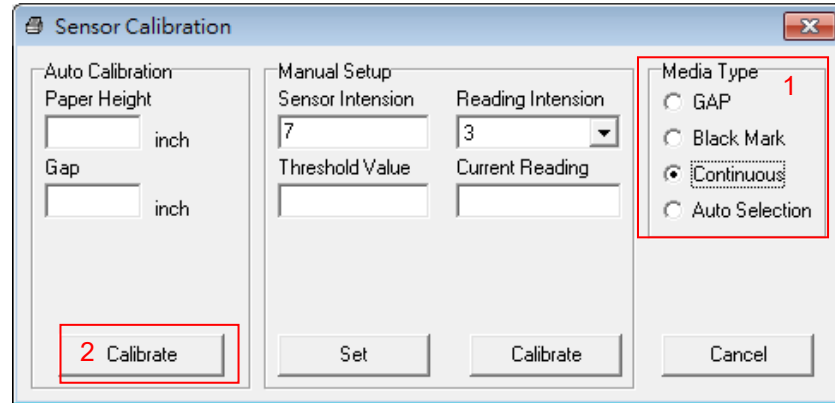 Sensor Calibration
Auto Calibration
Paper Height
inch
Gap
inch
2 Calibrate
Manual Setup
Sensor Intension Reading Intension
7 3
Threshold Value Current Reading
Set Calibrate
Media Type 1
GAP
Black Mark
Continuous
Auto Selection
Cancel